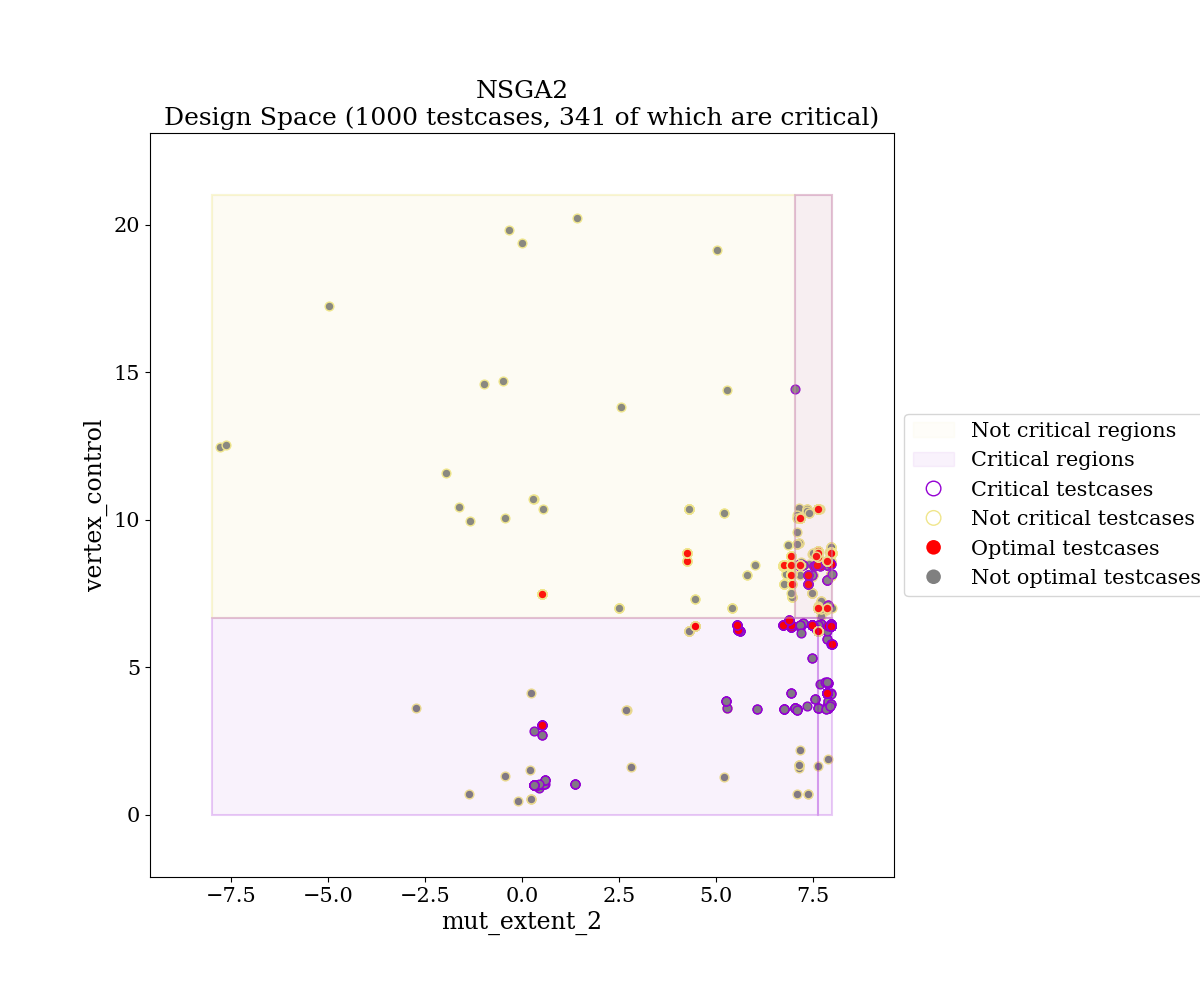 NSGA2
Design Space (1000 testcases, 341 of which are critical)
vertex_control
20
15
10
5
0
−7.5 −5.0 −2.5 0.0 2.5 5.0 7.5
mut_extent_2
Not critical regions
Critical regions
Critical testcases
Not critical testcases
Optimal testcases
Not optimal testcases